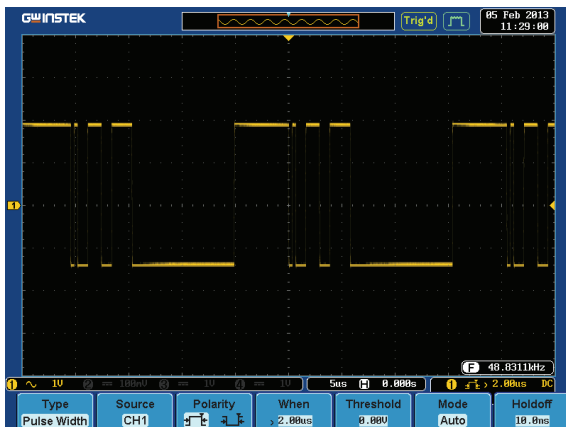 GWINSTEK
Trig'd
05 Feb 2013
11:29:00
1
F 48.8311kHz
1 1V 2 100mV 3 1V 4 1V 5us H 0.000s 1 > 2.00us DC
Type Source Polarity When Threshold Mode Holdoff
Pulse Width CH1 > 2.00us 0.00V Auto 10.0ms